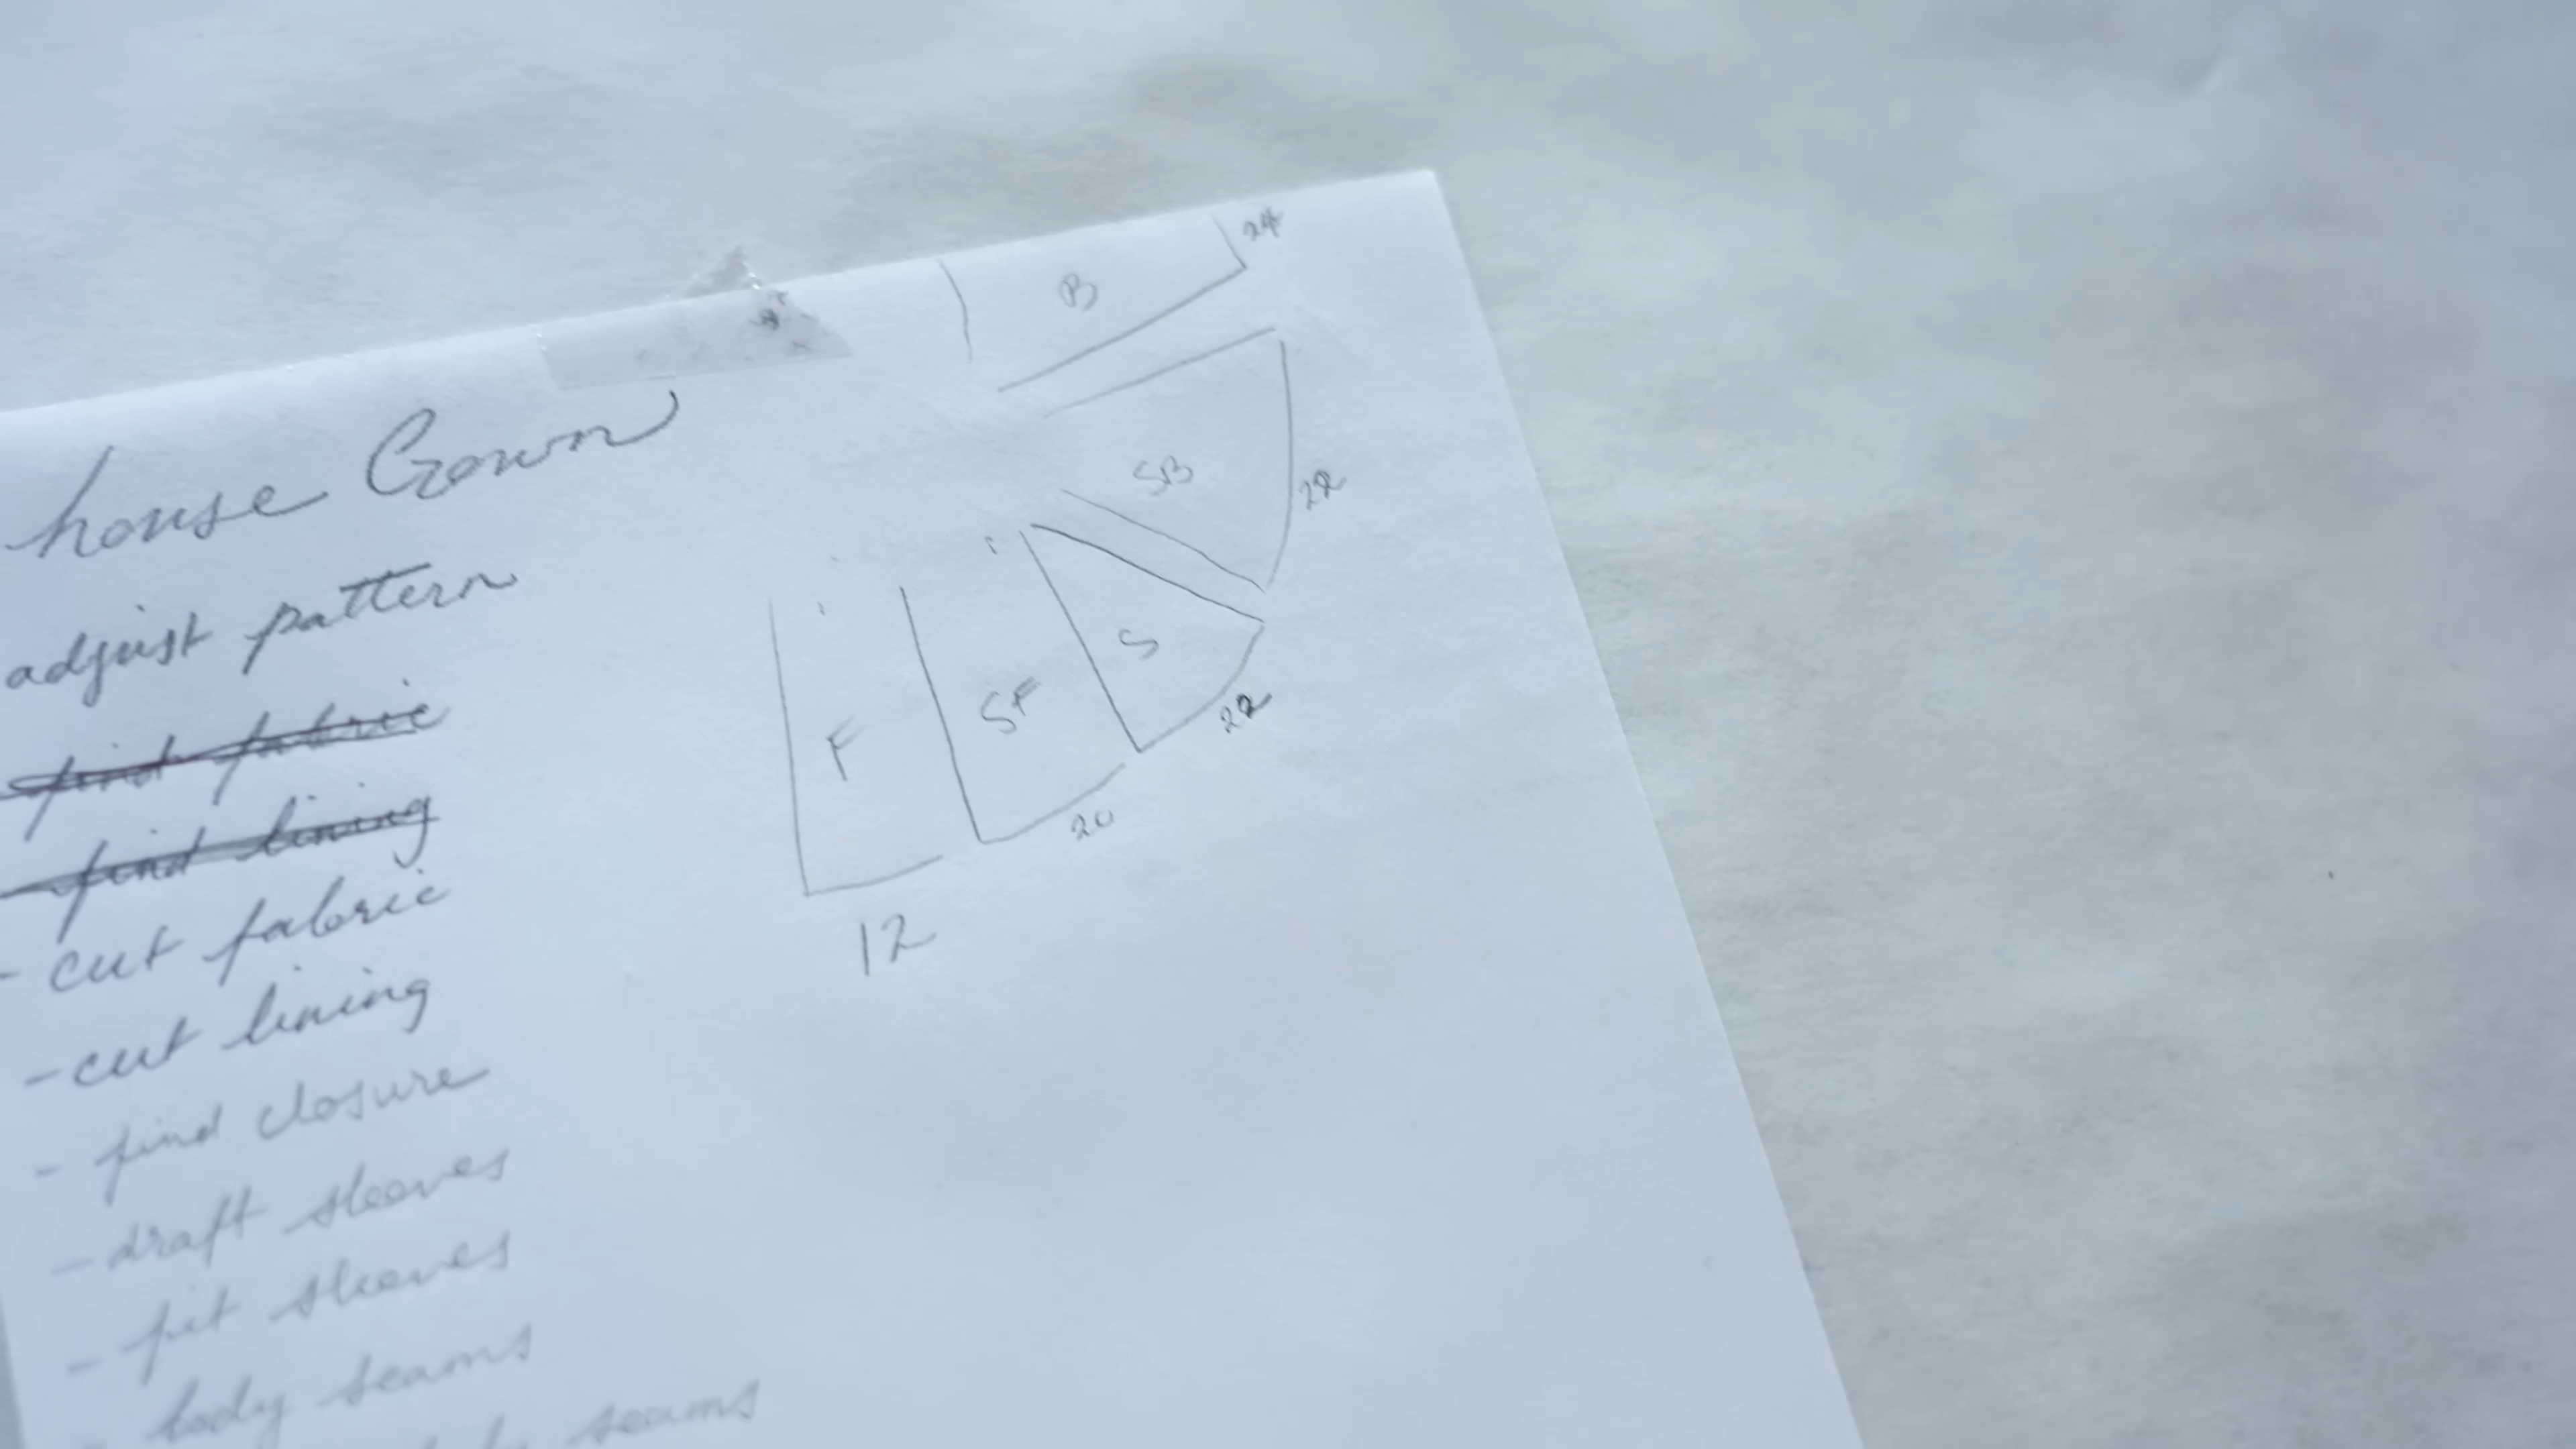 house Gown
adjust pattern
find fabric
find lining
- cut fabric
- cut lining
- find closure
- draft sleeves
- fit sleeves
- body seams
seams
B
24
SB
22
S
22
SF
20
F
12